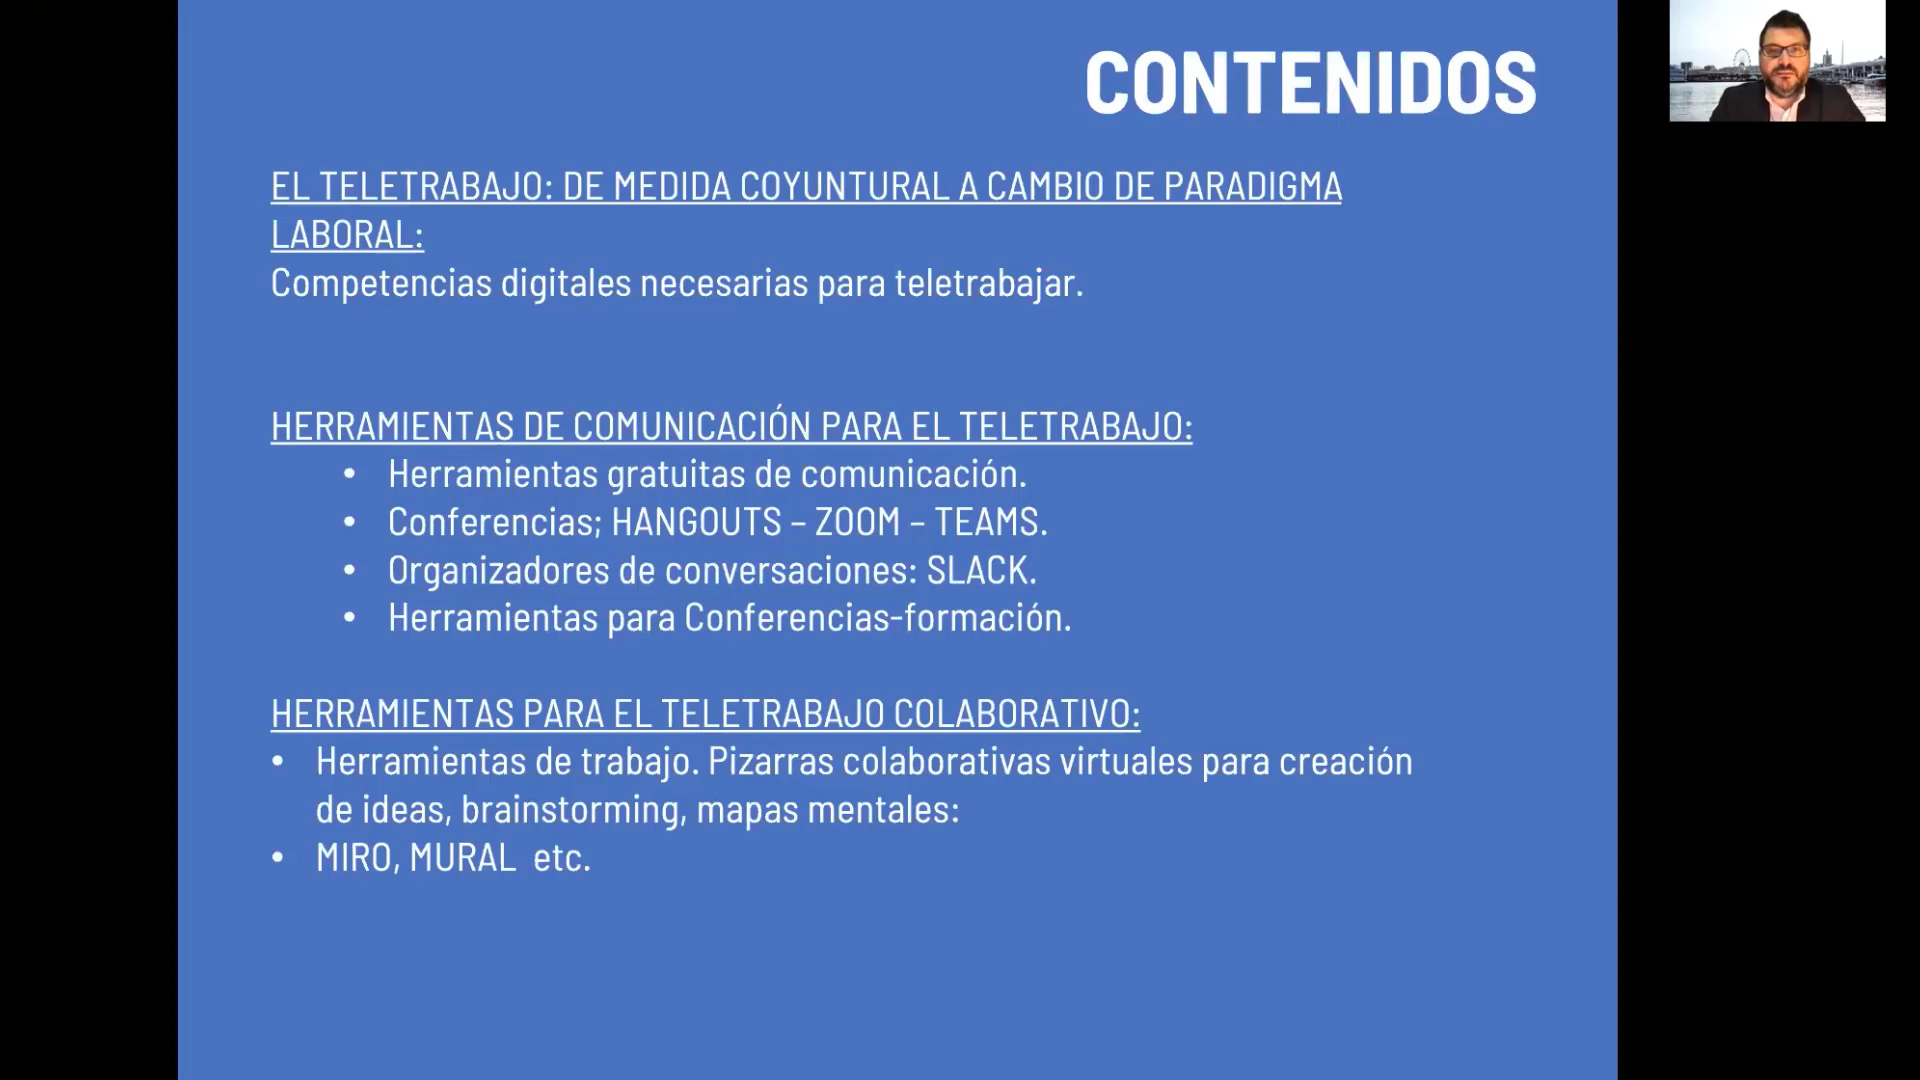 CONTENIDOS
EL TELETRABAJO: DE MEDIDA COYUNTURAL A CAMBIO DE PARADIGMA
LABORAL:
Competencias digitales necesarias para teletrabajar.
HERRAMIENTAS DE COMUNICACIÓN PARA EL TELETRABAJO:
• Herramientas gratuitas de comunicación.
• Conferencias; HANGOUTS – ZOOM – TEAMS.
• Organizadores de conversaciones: SLACK.
• Herramientas para Conferencias-formación.
HERRAMIENTAS PARA EL TELETRABAJO COLABORATIVO:
• Herramientas de trabajo. Pizarras colaborativas virtuales para creación
de ideas, brainstorming, mapas mentales:
• MIRO, MURAL  etc.